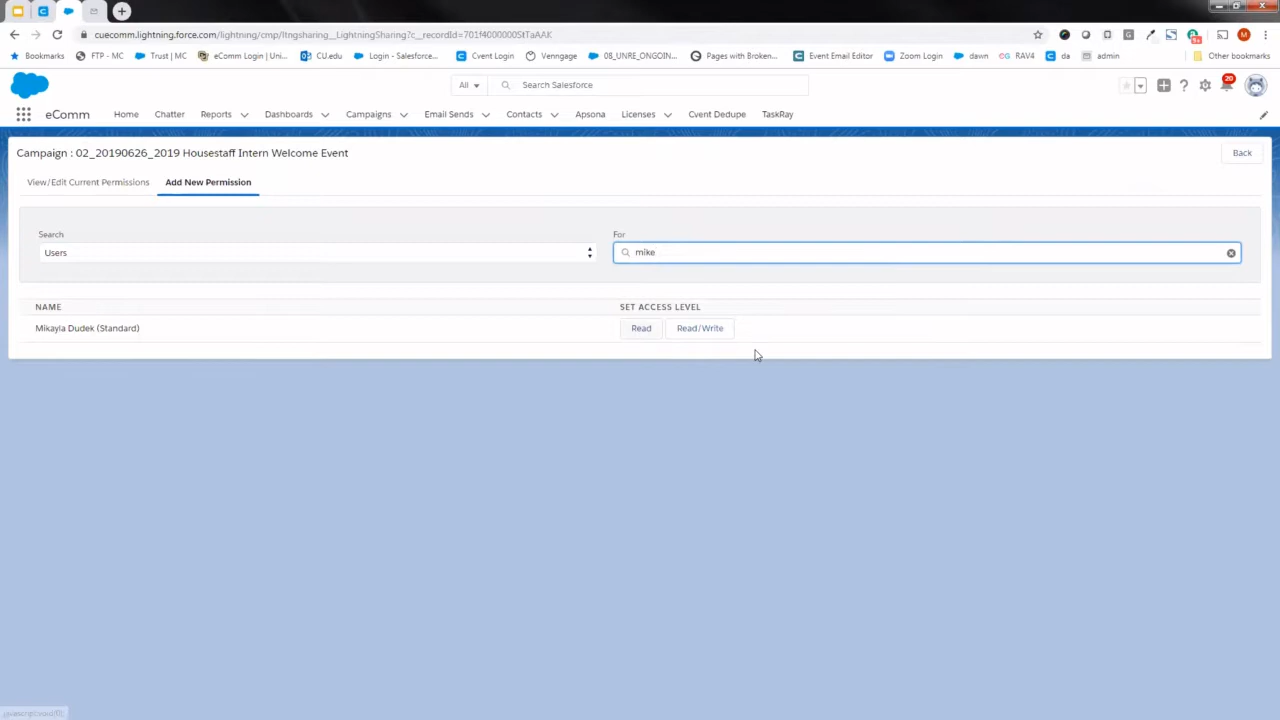 cuecomm.lightning.force.com/lightning/cmp/ltngsharing__LightningSharing?c__recordId=701f4000000StTaAAK
Bookmarks FTP - MC Trust | MC eComm Login | Uni... CU.edu Login - Salesforce... 08_UNRE_ONGOIN... Cvent Login Venngage Pages with Broken... Event Email Editor Zoom Login dawn RAV4 da admin Other bookmarks
All Search Salesforce 20
eComm Home Chatter Reports Dashboards Campaigns Email Sends Contacts Apsona Licenses Cvent Dedupe TaskRay
Campaign : 02_20190626_2019 Housestaff Intern Welcome Event Back
View/Edit Current Permissions Add New Permission
Search For
Users mike
NAME SET ACCESS LEVEL
Mikayla Dudek (Standard) Read Read/Write